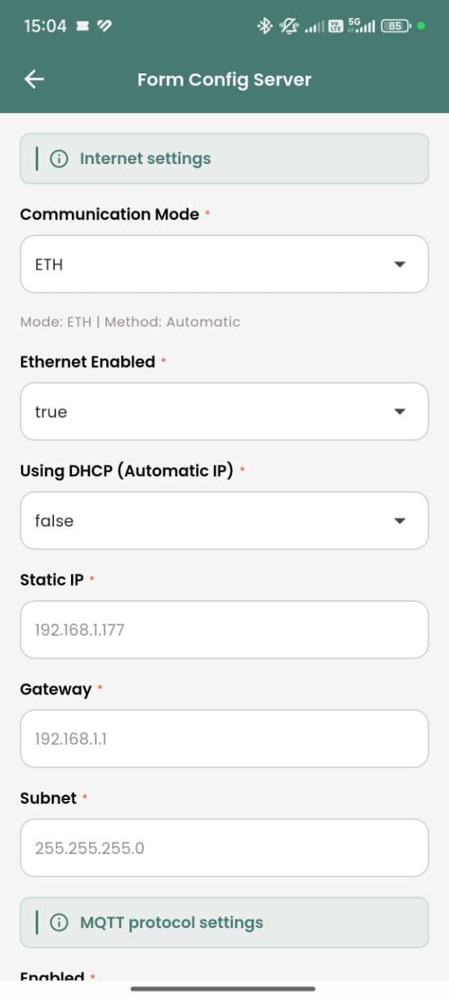 15:04
VO
LTE
5G
85
Form Config Server
Internet settings
Communication Mode *
ETH
Mode: ETH | Method: Automatic
Ethernet Enabled *
true
Using DHCP (Automatic IP) *
false
Static IP *
192.168.1.177
Gateway *
192.168.1.1
Subnet *
255.255.255.0
MQTT protocol settings
Enabled *